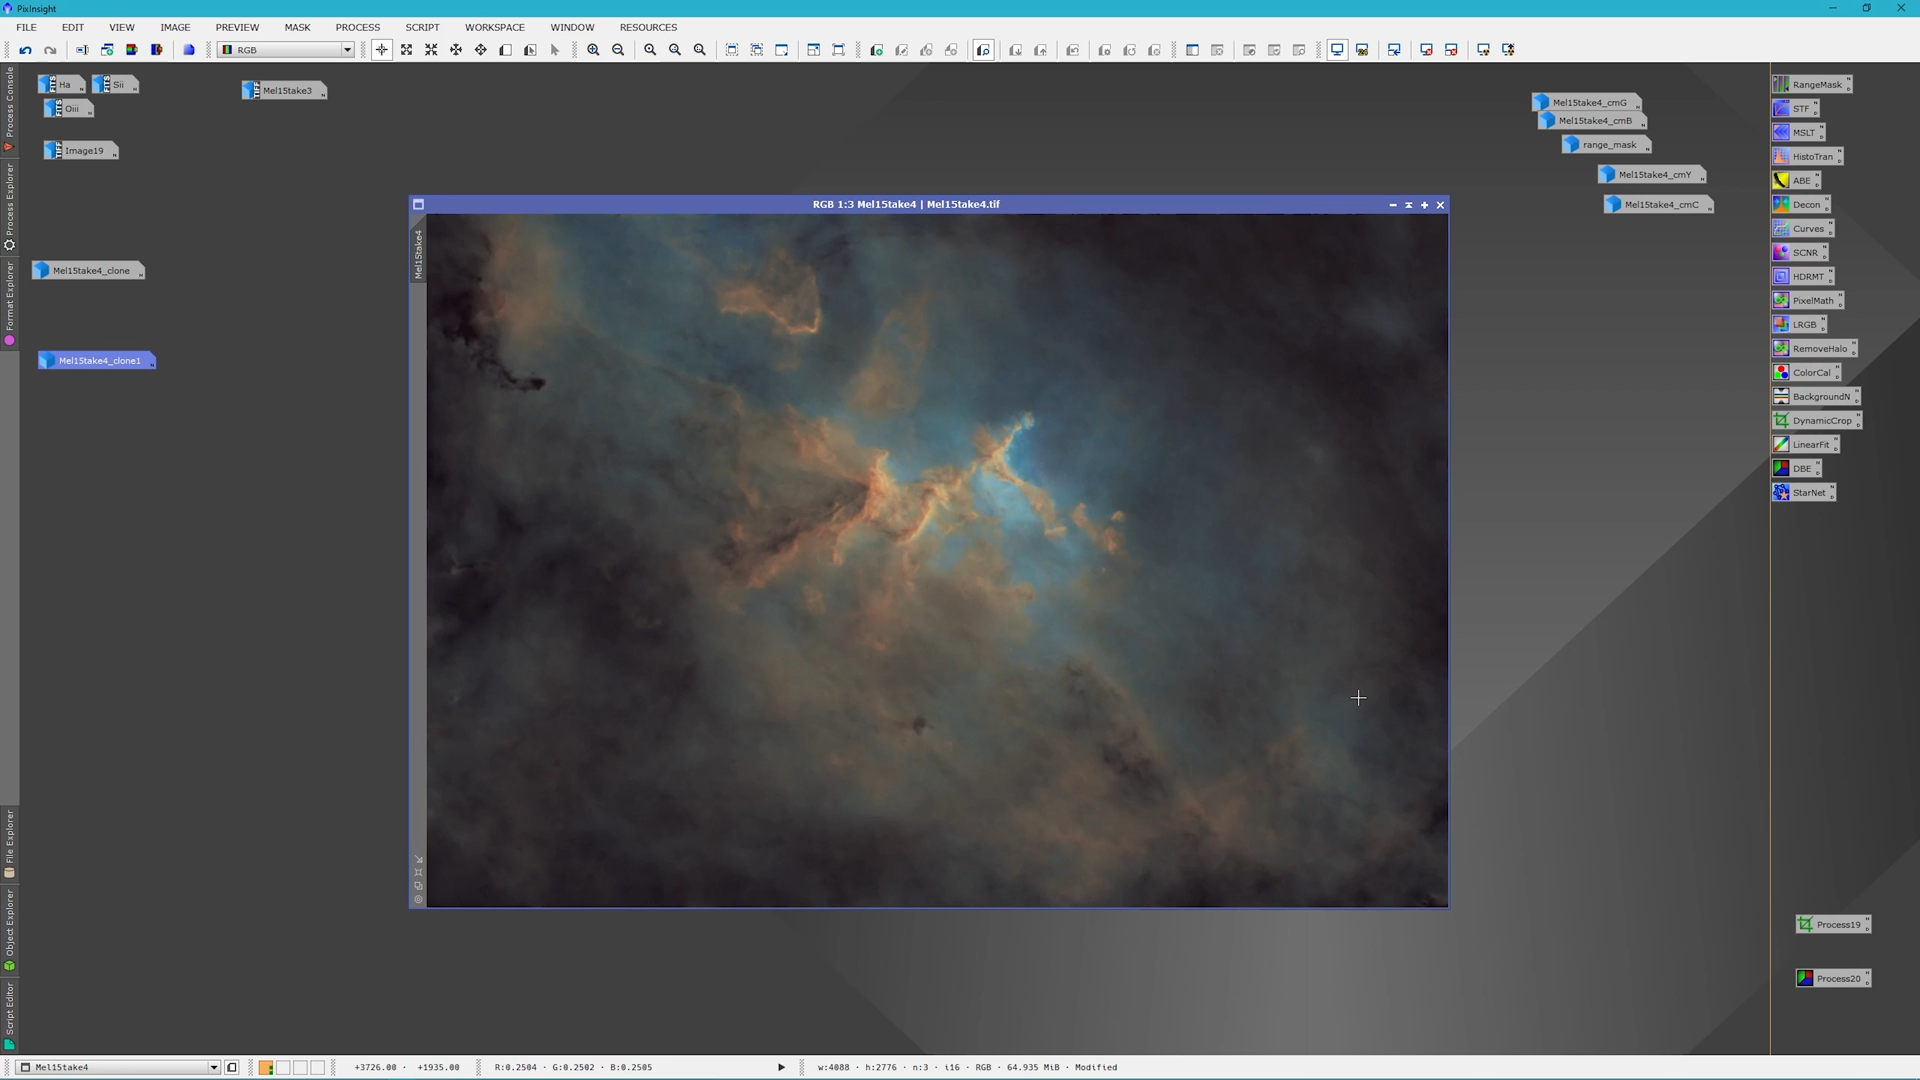 PixInsight
FILE EDIT VIEW IMAGE PREVIEW PROCESS SCRIPT WORKSPACE WINDOW RESOURCES
RGB
Process Console
Process Explorer
Format Explorer
File Explorer
Object Explorer
Script Editor
Ha
Sii
Oiii
Image19
Mel15take3
Mel15take4_clone
Mel15take4_clone1
RGB 1:3 Mel15take4 | Mel15take4.tif
Mel15take4
Mel15take4_cmG
Mel15take4_cmB
range_mask
Mel15take4_cmY
Mel15take4_cmC
RangeMask
STF
MSLT
HistoTran
ABE
Decon
Curves
SCNR
HDRMT
PixelMath
LRGB
RemoveHalo
ColorCal
BackgroundN
DynamicCrop
LinearFit
DBE
StarNet
Process19
Process20
Mel15take4
+3726.00 · +1935.00
R:0.2504 · G:0.2502 · B:0.2505
w:4088 · h:2776 · n:3 · i16 · RGB · 64.935 MiB · Modified